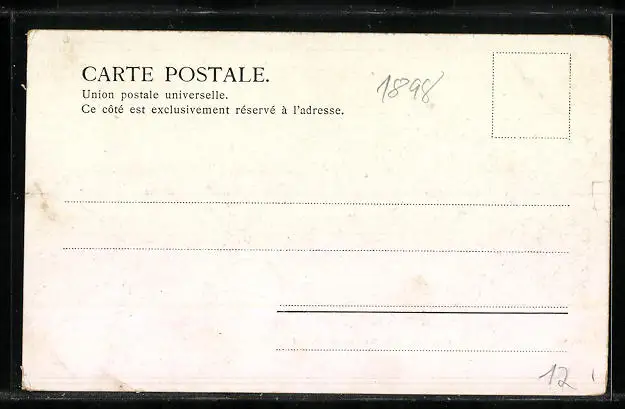 CARTE POSTALE.
1898
Union postale universelle.
Ce côté est exclusivement réservé à l'adresse.
12